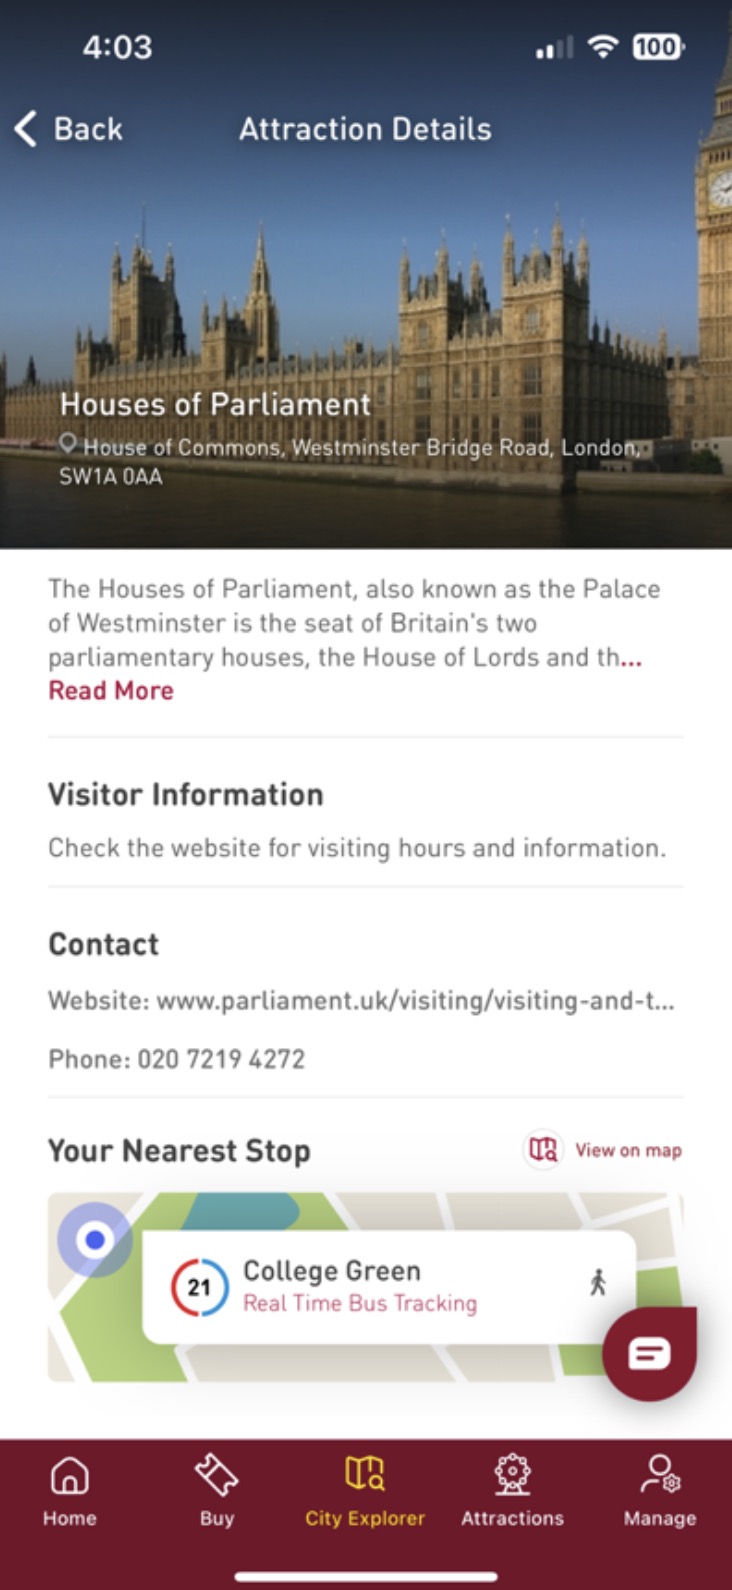 4:03
100
Back
Attraction Details
Houses of Parliament
House of Commons, Westminster Bridge Road, London,
SW1A 0AA
The Houses of Parliament, also known as the Palace
of Westminster is the seat of Britain's two
parliamentary houses, the House of Lords and th...
Read More
Visitor Information
Check the website for visiting hours and information.
Contact
Website: www.parliament.uk/visiting/visiting-and-t...
Phone: 020 7219 4272
Your Nearest Stop
View on map
21
College Green
Real Time Bus Tracking
Home
Buy
City Explorer
Attractions
Manage